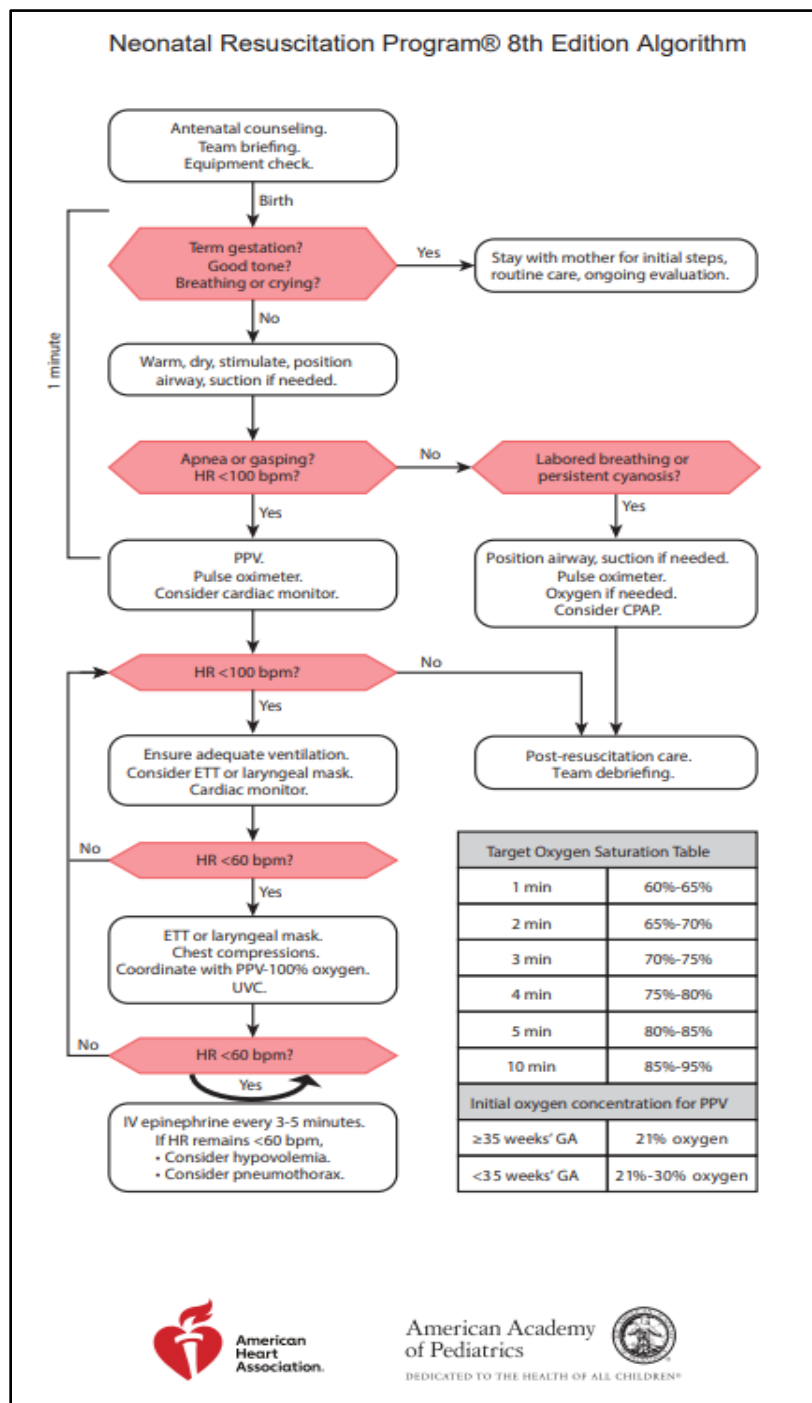 Neonatal Resuscitation Program® 8th Edition Algorithm
Antenatal counseling.
Team briefing.
Equipment check.
Birth
1 minute
Term gestation?
Good tone?
Breathing or crying?
Yes
Stay with mother for initial steps,
routine care, ongoing evaluation.
No
Warm, dry, stimulate, position
airway, suction if needed.
Apnea or gasping?
HR <100 bpm?
No
Labored breathing or
persistent cyanosis?
Yes
Yes
PPV.
Pulse oximeter.
Consider cardiac monitor.
Position airway, suction if needed.
Pulse oximeter.
Oxygen if needed.
Consider CPAP.
HR <100 bpm?
No
Yes
Ensure adequate ventilation.
Consider ETT or laryngeal mask.
Cardiac monitor.
Post-resuscitation care.
Team debriefing.
No
HR <60 bpm?
Yes
ETT or laryngeal mask.
Chest compressions.
Coordinate with PPV-100% oxygen.
UVC.
No
HR <60 bpm?
Yes
IV epinephrine every 3-5 minutes.
If HR remains <60 bpm,
• Consider hypovolemia.
• Consider pneumothorax.
Target Oxygen Saturation Table
1 min 60%-65%
2 min 65%-70%
3 min 70%-75%
4 min 75%-80%
5 min 80%-85%
10 min 85%-95%
Initial oxygen concentration for PPV
≥35 weeks' GA 21% oxygen
<35 weeks' GA 21%-30% oxygen
American
Heart
Association.
American Academy
of Pediatrics
DEDICATED TO THE HEALTH OF ALL CHILDREN®